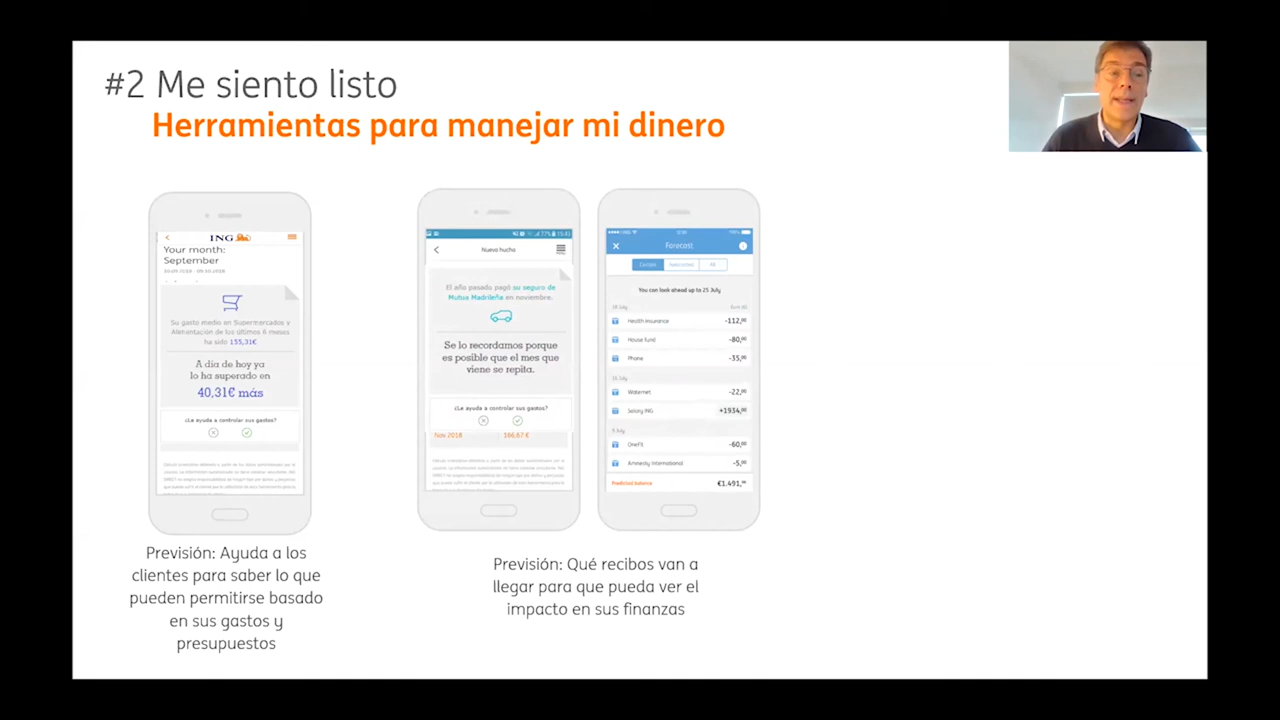 #2 Me siento listo
Herramientas para manejar mi dinero
ING
Your month:
September
Su gasto medio en Supermercados y
Alimentación de los últimos 6 meses
ha sido 155,31€
A día de hoy ya
lo ha superado en
40,31€ más
¿Le ayuda a controlar sus gastos?
Previsión: Ayuda a los
clientes para saber lo que
pueden permitirse basado
en sus gastos y
presupuestos
77% 15:42
Nueva hucha
El año pasado pagó su seguro de
Mutua Madrileña en noviembre.
Se lo recordamos porque
es posible que el mes que
viene se repita.
¿Le ayuda a controlar sus gastos?
Nov 2018 166,67 €
Forecast
You can look ahead up to 25 July
Health insurance -112,00
House fund -80,00
Phone -35,00
Waternet -22,00
Salary ING +1934,00
9 July
OneFit -60,00
Amnesty International -5,00
Predicted balance €1.491,
Previsión: Qué recibos van a
llegar para que pueda ver el
impacto en sus finanzas